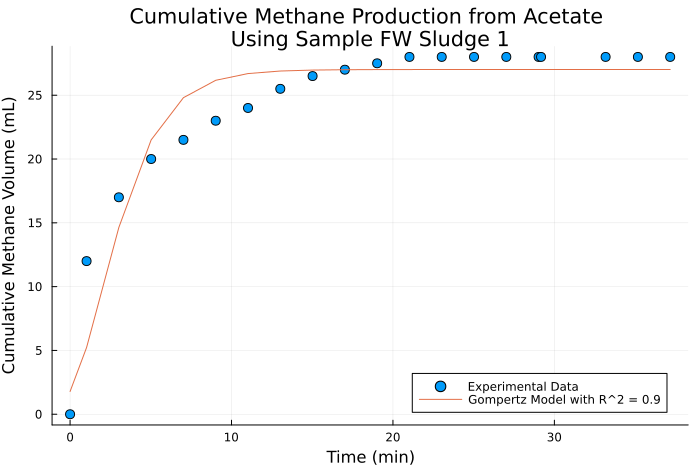 Cumulative Methane Production from Acetate
Using Sample FW Sludge 1
Cumulative Methane Volume (mL)
25
20
15
10
5
0
0 10 20 30
Time (min)
Experimental Data
Gompertz Model with R^2 = 0.9